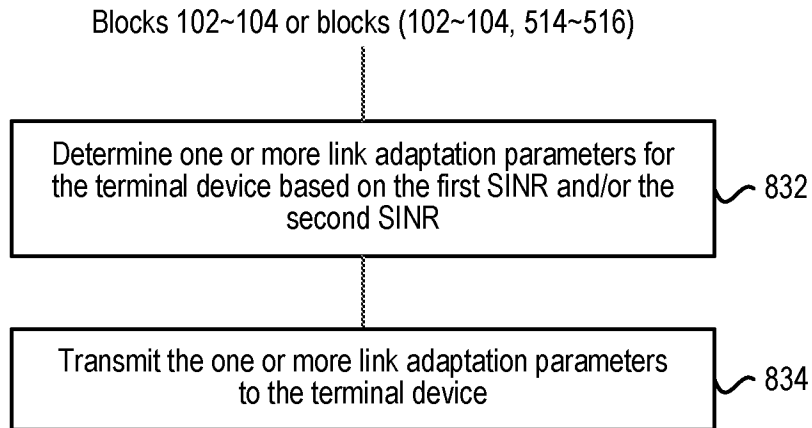 Blocks 102~104 or blocks (102~104, 514~516)
Determine one or more link adaptation parameters for
the terminal device based on the first SINR and/or the
second SINR
832
Transmit the one or more link adaptation parameters
to the terminal device
834